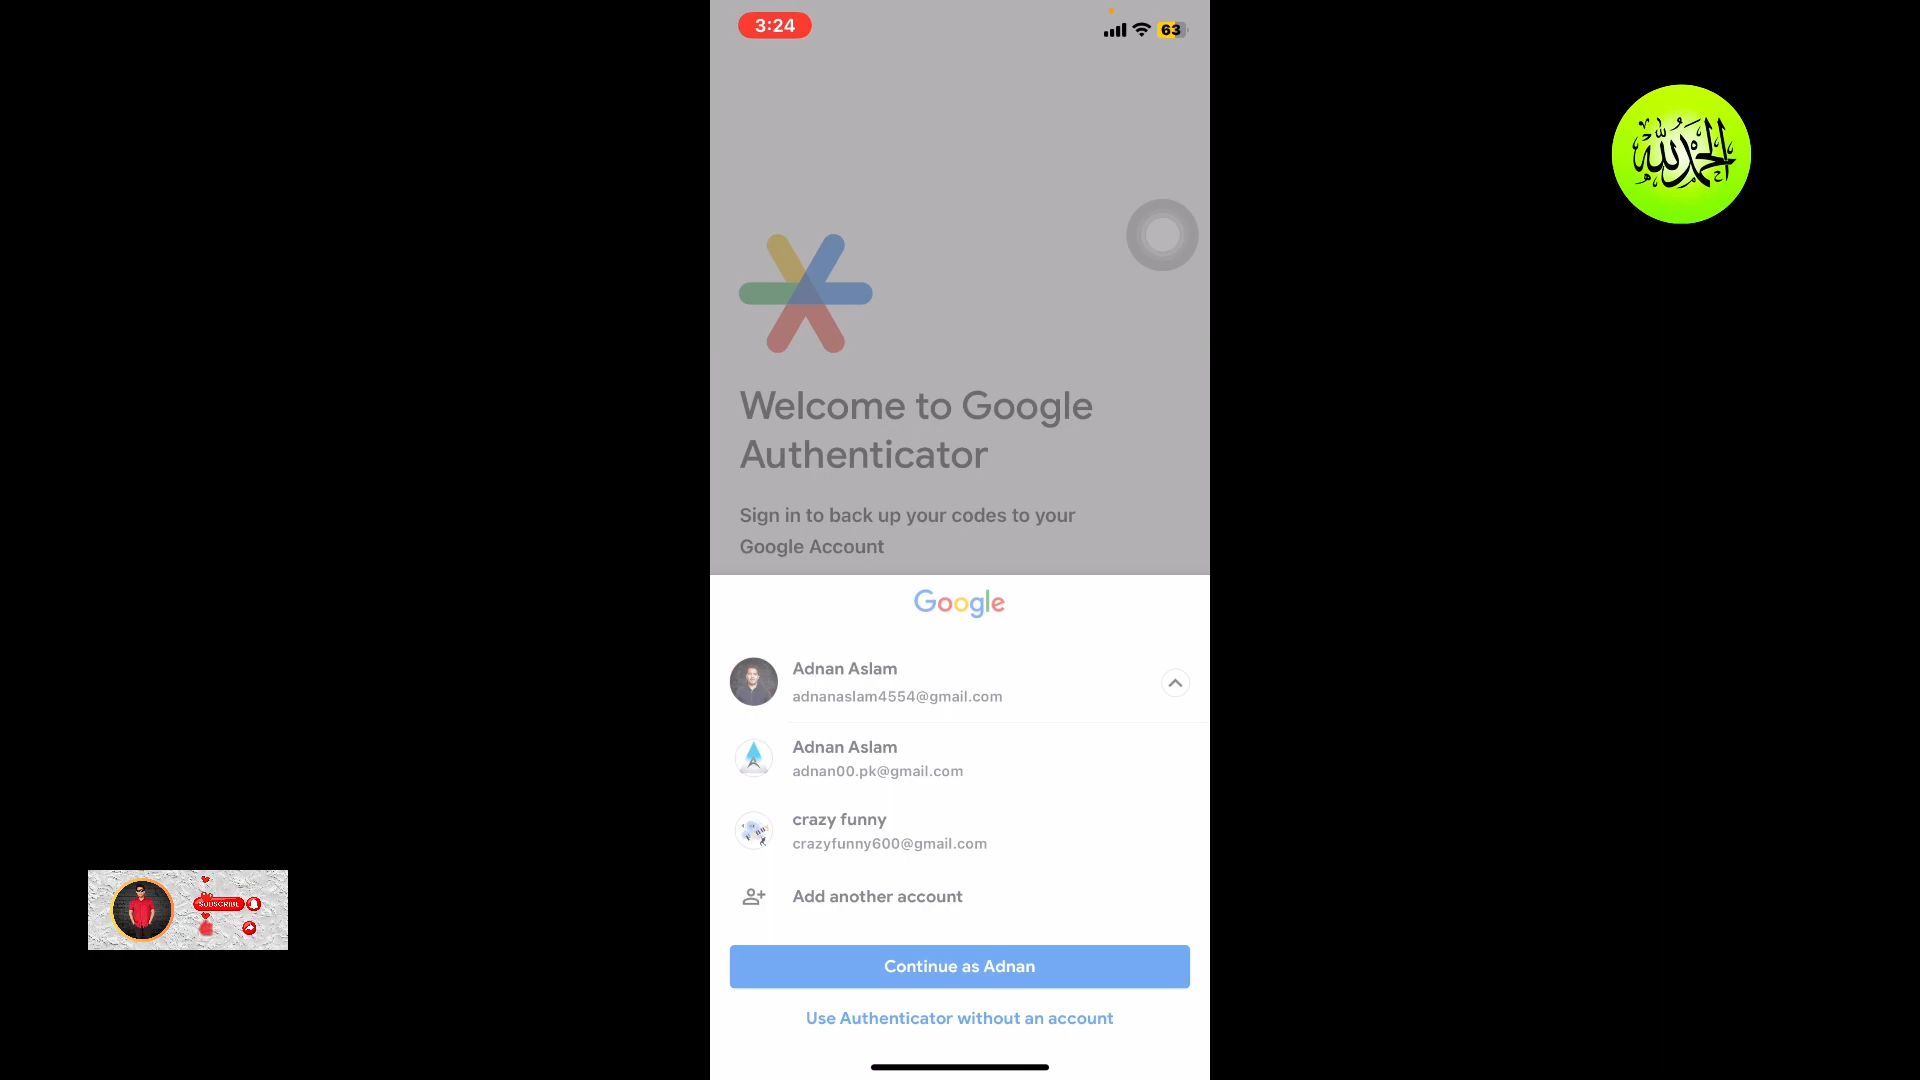 3:24
63
الحمد لله
Welcome to Google
Authenticator
Sign in to back up your codes to your
Google Account
Google
Adnan Aslam
adnanaslam4554@gmail.com
Adnan Aslam
adnan00.pk@gmail.com
crazy funny
crazyfunny600@gmail.com
Add another account
SUBSCRIBE
Continue as Adnan
Use Authenticator without an account